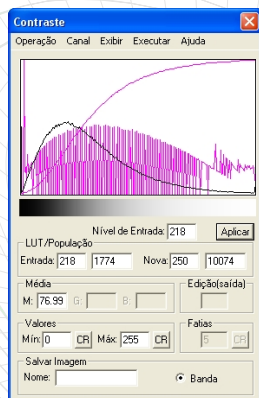 Contraste
Operação Canal Exibir Executar Ajuda
Nível de Entrada: 218 Aplicar
LUT/População
Entrada: 218 1774 Nova: 250 10074
Média Edição(saída)
M: 76.99 G: B:
Valores Fatias
Mín: 0 CR Máx: 255 CR 5 CR
Salvar Imagem
Nome: Banda